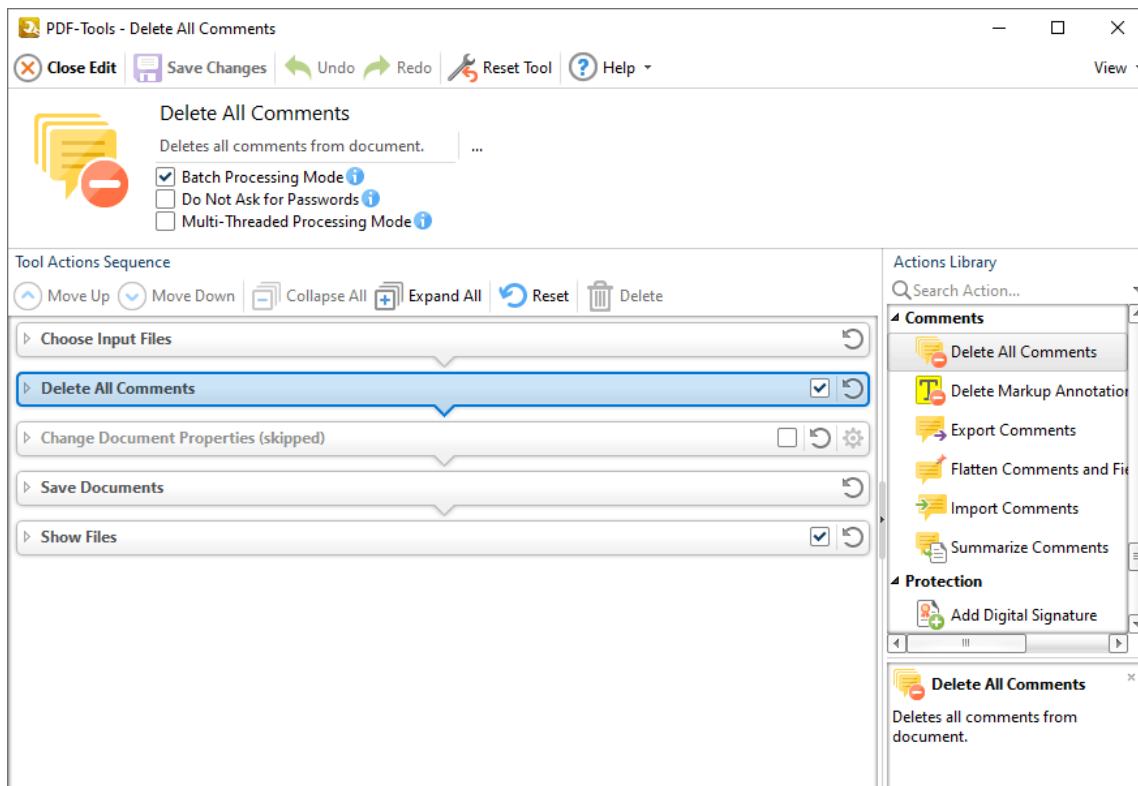 PDF-Tools - Delete All Comments
Close Edit Save Changes Undo Redo Reset Tool ? Help View
Delete All Comments
Deletes all comments from document. ...
Batch Processing Mode i
Do Not Ask for Passwords i
Multi-Threaded Processing Mode i
Tool Actions Sequence
Move Up Move Down Collapse All Expand All Reset Delete
Choose Input Files
Delete All Comments
Change Document Properties (skipped)
Save Documents
Show Files
Actions Library
Search Action...
Comments
Delete All Comments
T Delete Markup Annotation
Export Comments
Flatten Comments and Fie
Import Comments
Summarize Comments
Protection
Add Digital Signature
Delete All Comments
Deletes all comments from
document.